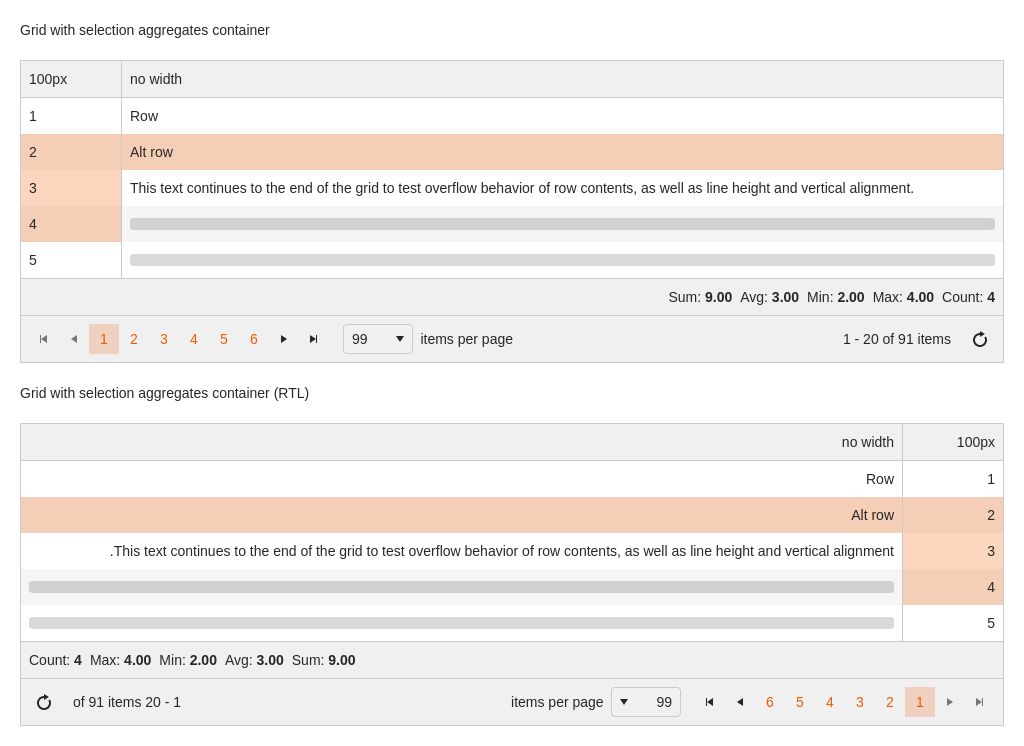 Grid with selection aggregates container
100px no width
1 Row
2 Alt row
3 This text continues to the end of the grid to test overflow behavior of row contents, as well as line height and vertical alignment.
4
5
Sum: 9.00 Avg: 3.00 Min: 2.00 Max: 4.00 Count: 4
1 2 3 4 5 6 99 items per page 1 - 20 of 91 items
Grid with selection aggregates container (RTL)
no width 100px
Row 1
Alt row 2
.This text continues to the end of the grid to test overflow behavior of row contents, as well as line height and vertical alignment 3
4
5
Count: 4 Max: 4.00 Min: 2.00 Avg: 3.00 Sum: 9.00
of 91 items 20 - 1 items per page 99 6 5 4 3 2 1